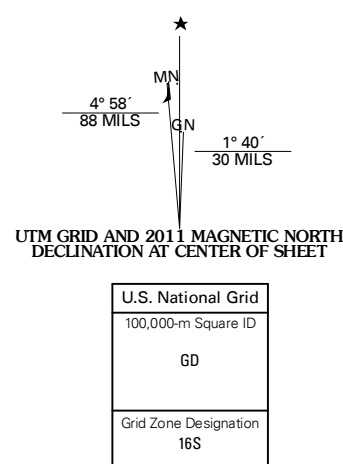 MN
4° 58´
88 MILS
GN
1° 40´
30 MILS
UTM GRID AND 2011 MAGNETIC NORTH
DECLINATION AT CENTER OF SHEET
U.S. National Grid
100,000-m Square ID
GD
Grid Zone Designation
16S